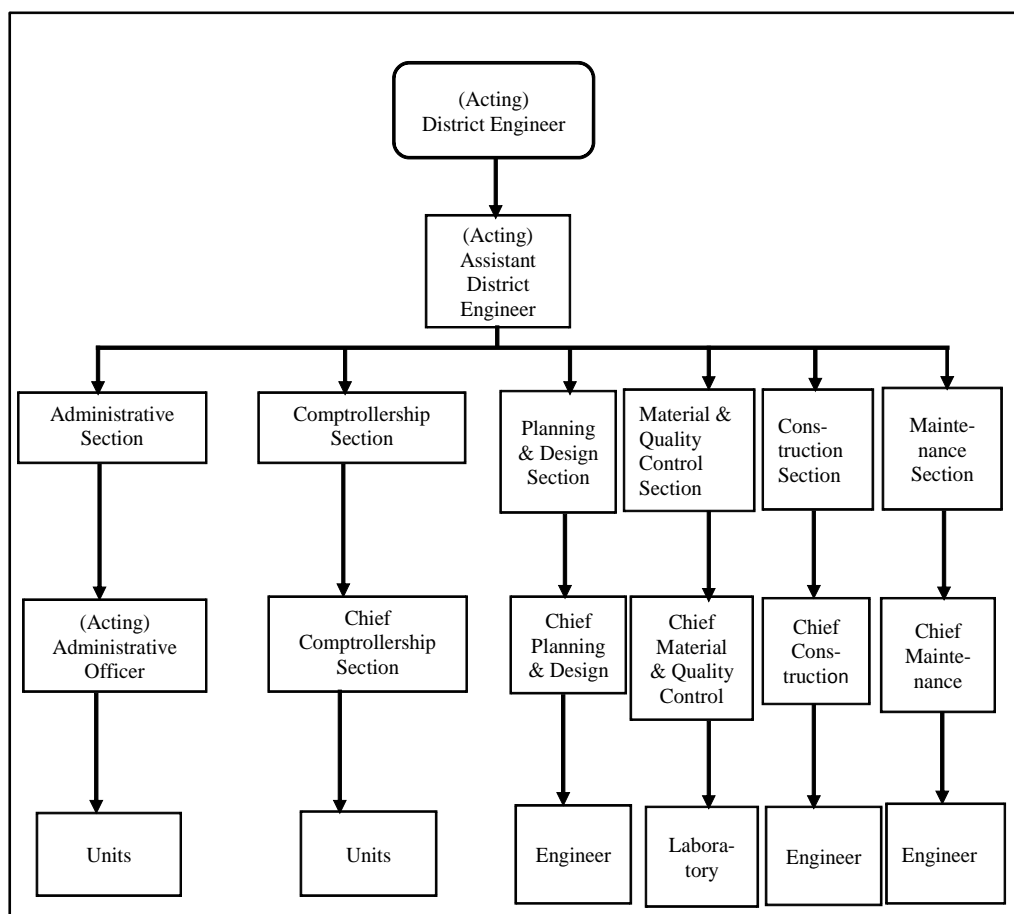 (Acting)
District Engineer
(Acting)
Assistant
District
Engineer
Administrative
Section
Comptrollership
Section
Planning
& Design
Section
Material &
Quality
Control
Section
Cons-
truction
Section
Mainte-
nance
Section
(Acting)
Administrative
Officer
Chief
Comptrollership
Section
Chief
Planning
& Design
Chief
Material
& Quality
Control
Chief
Cons-
truction
Chief
Mainte-
nance
Units
Units
Engineer
Labora-
tory
Engineer
Engineer